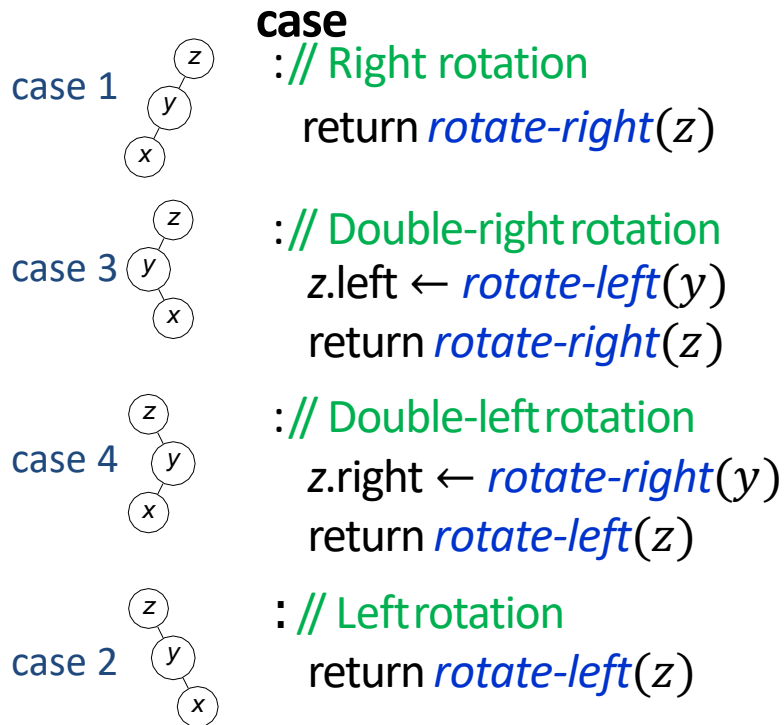 case
case 1
z
y
x
:// Right rotation
return rotate-right(z)
case 3
z
y
x
:// Double-right rotation
z.left ← rotate-left(y)
return rotate-right(z)
case 4
z
y
x
:// Double-left rotation
z.right ← rotate-right(y)
return rotate-left(z)
case 2
z
y
x
:// Left rotation
return rotate-left(z)